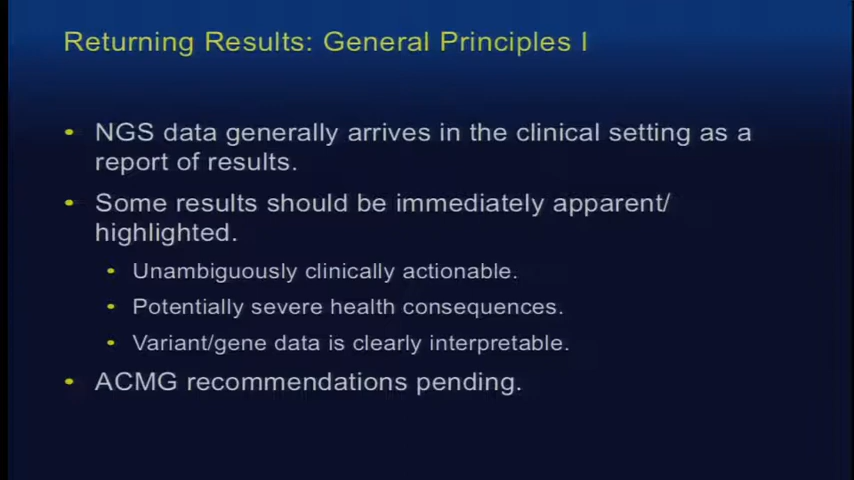 Returning Results: General Principles I
• NGS data generally arrives in the clinical setting as a
report of results.
• Some results should be immediately apparent/
highlighted.
• Unambiguously clinically actionable.
• Potentially severe health consequences.
• Variant/gene data is clearly interpretable.
• ACMG recommendations pending.